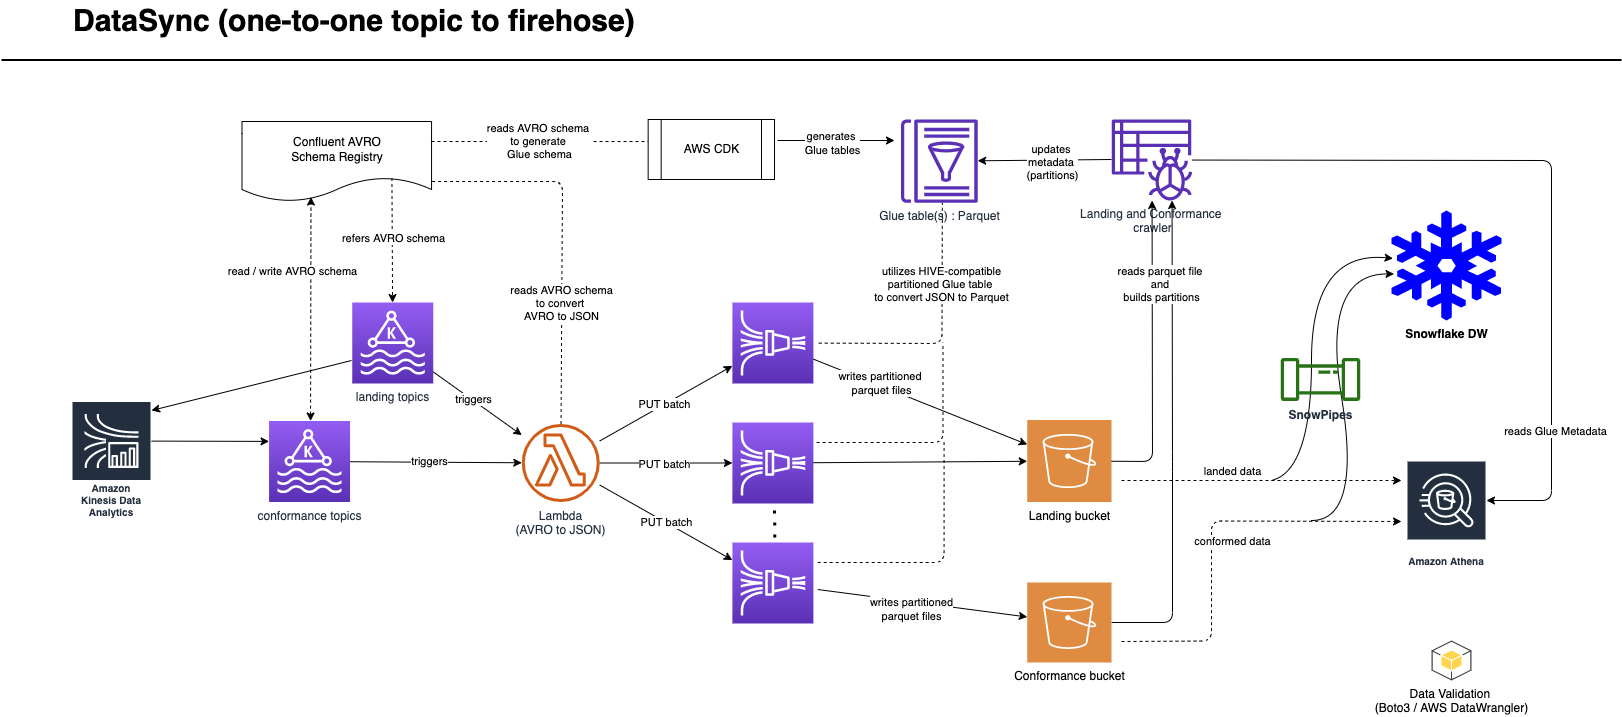 DataSync (one-to-one topic to firehose)
Confluent AVRO
Schema Registry
reads AVRO schema
to generate
Glue schema
AWS CDK
generates
Glue tables
Glue table(s) : Parquet
updates
metadata
(partitions)
Landing and Conformance
crawler
refers AVRO schema
read / write AVRO schema
reads AVRO schema
to convert
AVRO to JSON
utilizes HIVE-compatible
partitioned Glue table
to convert JSON to Parquet
reads parquet file
and
builds partitions
Snowflake DW
K
landing topics
triggers
PUT batch
writes partitioned
parquet files
SnowPipes
reads Glue Metadata
Amazon
Kinesis Data
Analytics
K
conformance topics
triggers
Lambda
(AVRO to JSON)
PUT batch
PUT batch
Landing bucket
landed data
conformed data
Amazon Athena
writes partitioned
parquet files
Conformance bucket
Data Validation
(Boto3 / AWS DataWrangler)